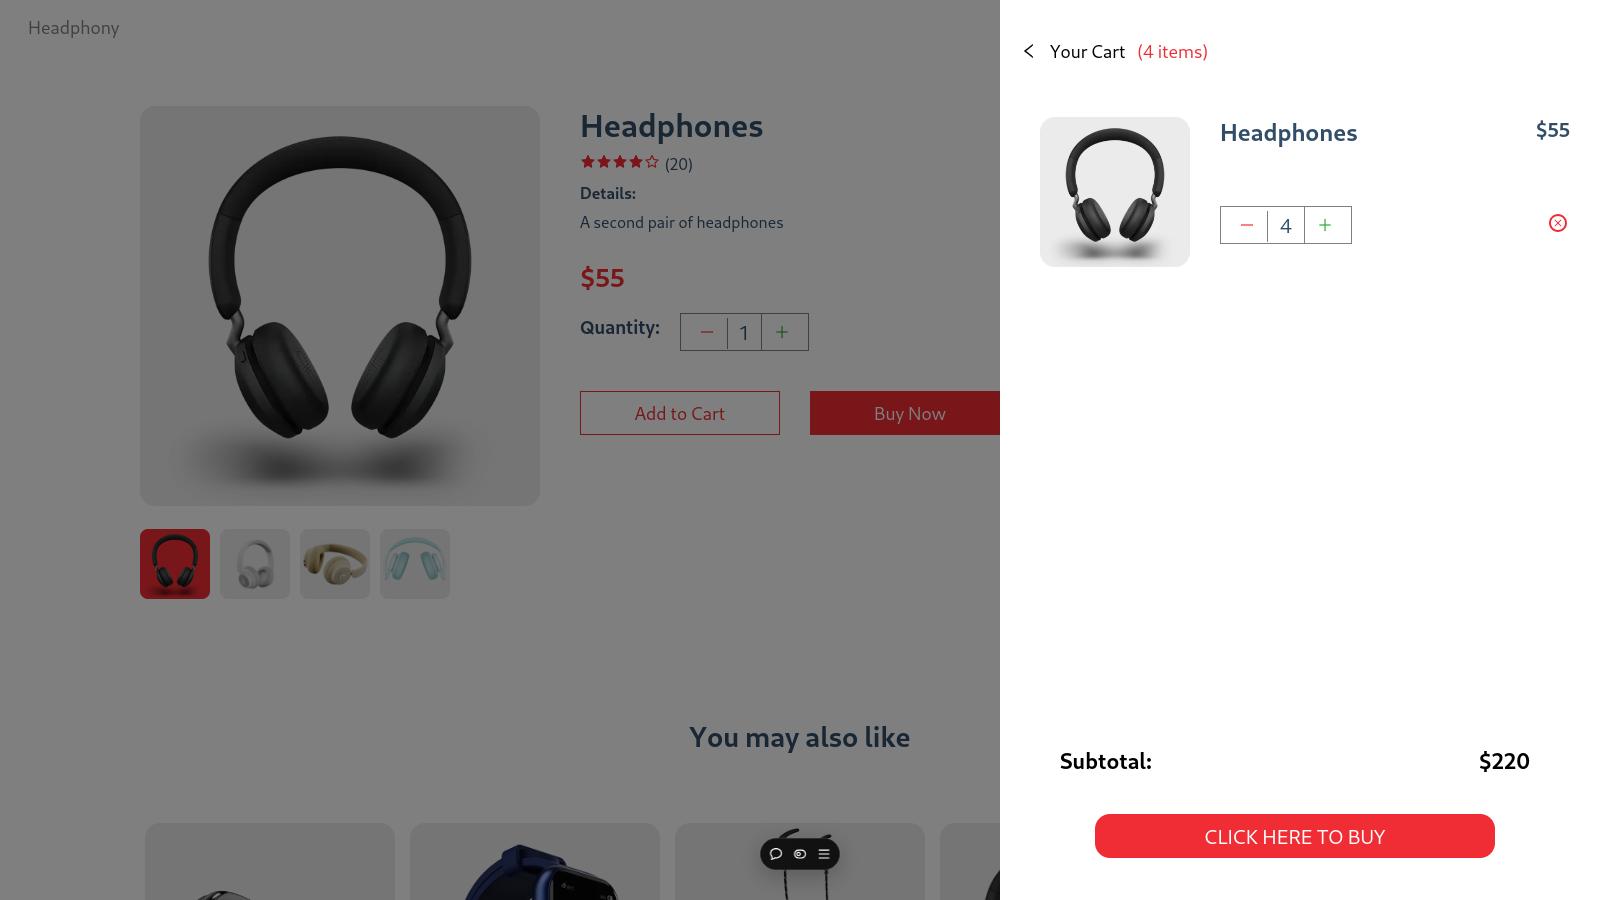 Headphony
Headphones
(20)
Details:
A second pair of headphones
$55
Quantity:
1
Add to Cart
Buy Now
You may also like
Your Cart (4 items)
Headphones
$55
4
Subtotal:
$220
CLICK HERE TO BUY